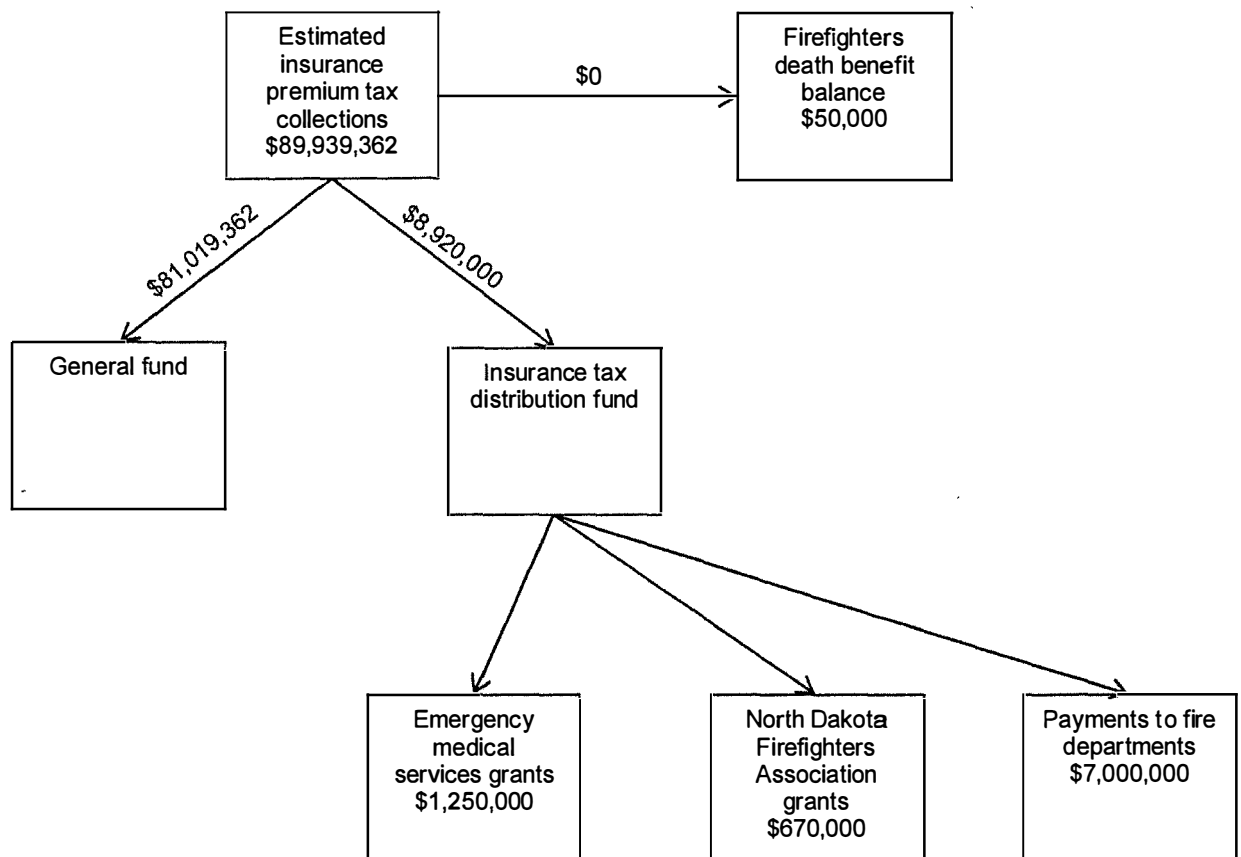 Estimated
insurance
premium tax
collections
$89,939,362
$0
Firefighters
death benefit
balance
$50,000
$81,019,362
$8,920,000
General fund
Insurance tax
distribution fund
Emergency
medical
services grants
$1,250,000
North Dakota
Firefighters
Association
grants
$670,000
Payments to fire
departments
$7,000,000